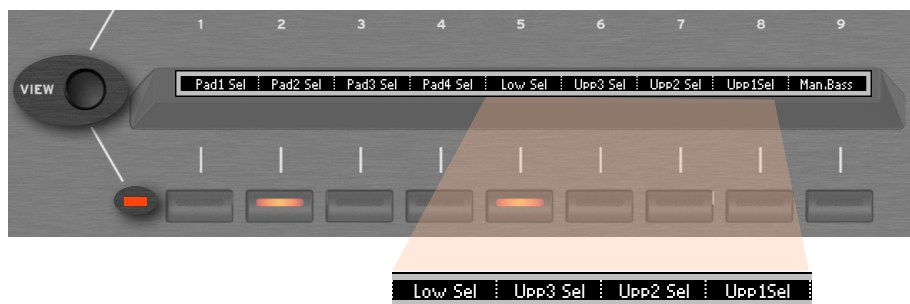 1 2 3 4 5 6 7 8 9
VIEW
Pad1 Sel Pad2 Sel Pad3 Sel Pad4 Sel Low Sel Upp3 Sel Upp2 Sel Upp1Sel Man.Bass
Low Sel Upp3 Sel Upp2 Sel Upp1Sel